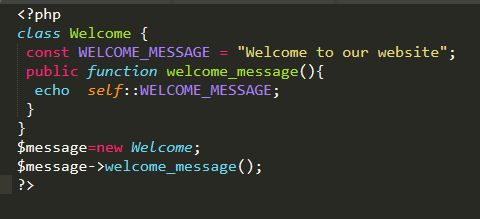 <?php
class Welcome {
 const WELCOME_MESSAGE = "Welcome to our website";
 public function welcome_message(){
  echo  self::WELCOME_MESSAGE;
 }
}
$message=new Welcome;
$message->welcome_message();
?>